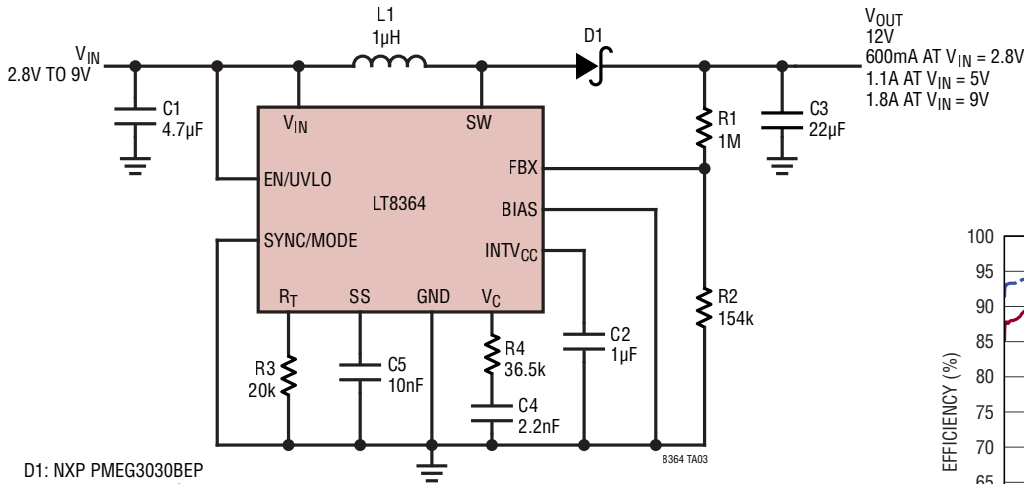 L1
1µH
D1
VIN
2.8V TO 9V
VOUT
12V
600mA AT VIN = 2.8V
1.1A AT VIN = 5V
1.8A AT VIN = 9V
C1
4.7µF
VIN
SW
R1
1M
C3
22µF
FBX
EN/UVLO
LT8364
BIAS
SYNC/MODE
INTVCC
RT
SS
GND
VC
R2
154k
C2
1µF
R3
20k
C5
10nF
R4
36.5k
C4
2.2nF
8364 TA03
D1: NXP PMEG3030BEP
100
95
90
85
80
75
70
65
EFFICIENCY (%)